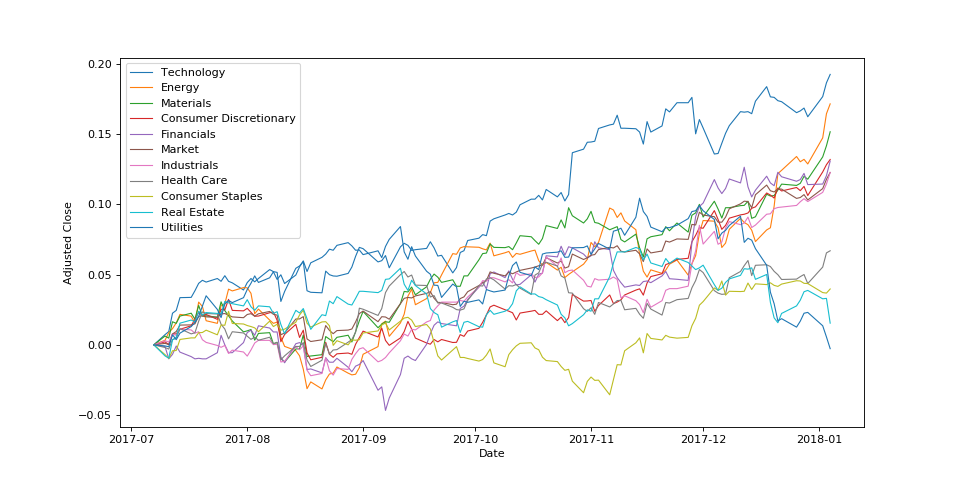 0.20
0.15
0.10
0.05
0.00
−0.05
Adjusted Close
Technology
Energy
Materials
Consumer Discretionary
Financials
Market
Industrials
Health Care
Consumer Staples
Real Estate
Utilities
2017-07 2017-08 2017-09 2017-10 2017-11 2017-12 2018-01
Date